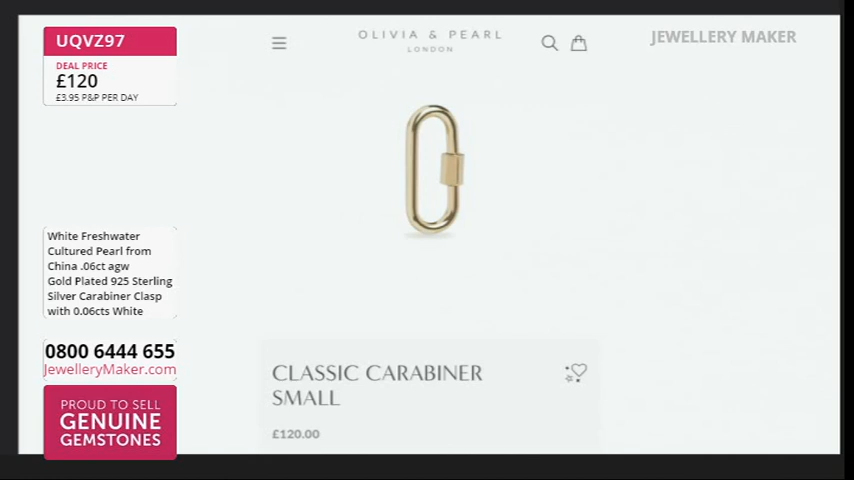 UQVZ97
DEAL PRICE
£120
£3.95 P&P PER DAY
White Freshwater
Cultured Pearl from
China .06ct agw
Gold Plated 925 Sterling
Silver Carabiner Clasp
with 0.06cts White
0800 6444 655
JewelleryMaker.com
PROUD TO SELL
GENUINE
GEMSTONES
OLIVIA & PEARL
LONDON
JEWELLERY MAKER
CLASSIC CARABINER
SMALL
£120.00